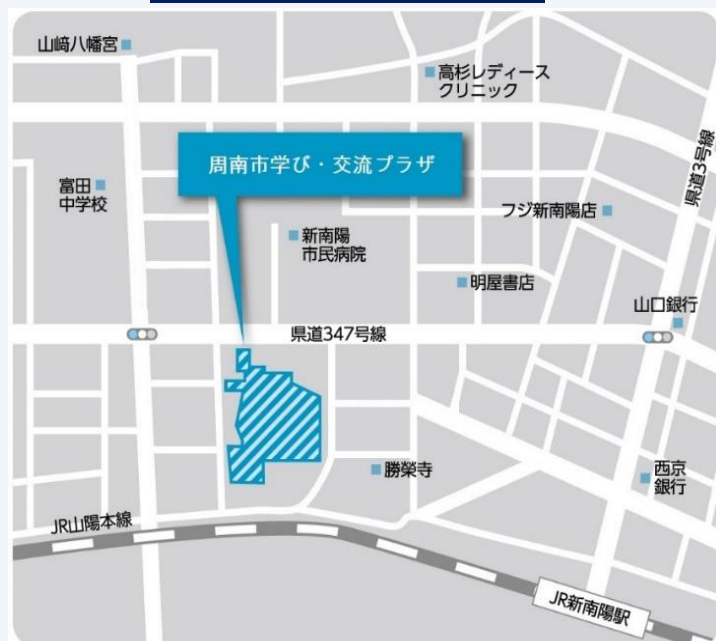 山﨑八幡宮
高杉レディース
クリニック
県道3号線
周南市学び・交流プラザ
富田
中学校
フジ新南陽店
新南陽
市民病院
明屋書店
山口銀行
県道347号線
勝榮寺
西京
銀行
JR山陽本線
JR新南陽駅